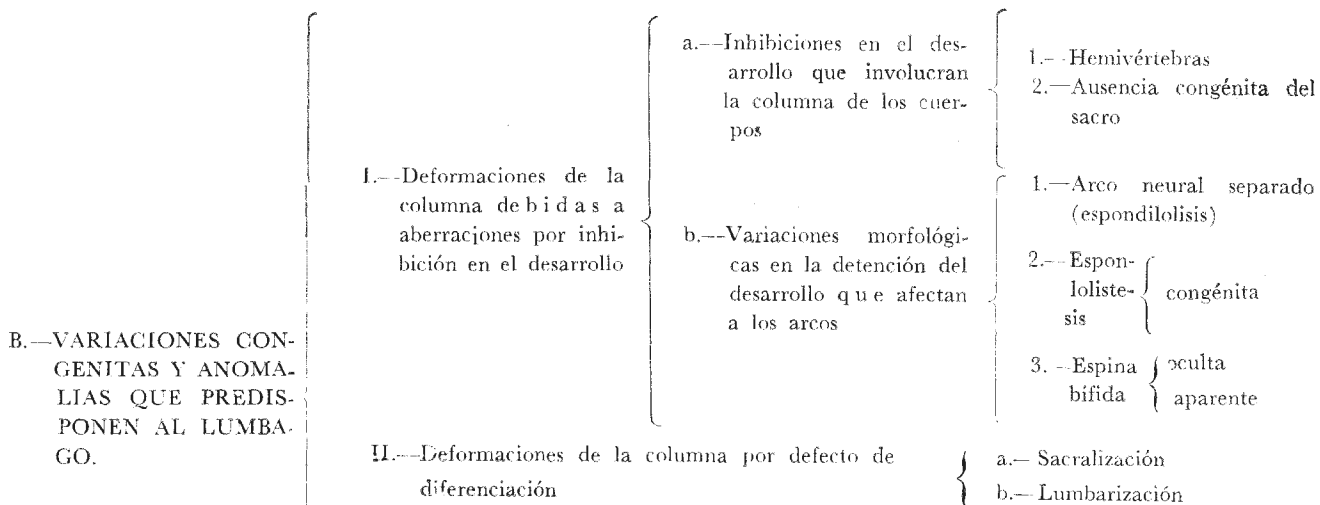 B.—VARIACIONES CON-
GENITAS Y ANOMA-
LIAS QUE PREDIS-
PONEN AL LUMBA-
GO.
I.—Deformaciones de la
columna debidas a
aberraciones por inhi-
bición en el desarrollo
a.—Inhibiciones en el des-
arrollo que involucran
la columna de los cuer-
pos
1.—Hemivértebras
2.—Ausencia congénita del
sacro
b.—Variaciones morfológi-
cas en la detención del
desarrollo que afectan
a los arcos
1.—Arco neural separado
(espondilolisis)
2.—Espon-
loliste-
sis
congénita
3.—Espina
bífida
oculta
aparente
II.—Deformaciones de la columna por defecto de
diferenciación
a.—Sacralización
b.—Lumbarización